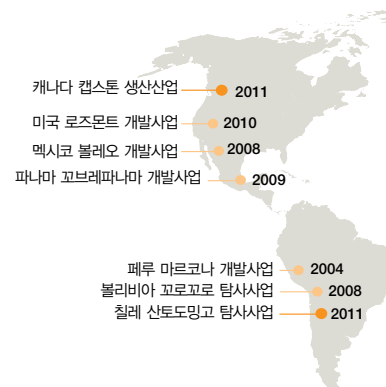 캐나다 캡스톤 생산산업 2011
미국 로즈몬트 개발사업 2010
멕시코 볼레오 개발사업 2008
파나마 꼬브레파나마 개발사업 2009
페루 마르코나 개발사업 2004
볼리비아 꼬로꼬로 탐사사업 2008
칠레 산토도밍고 탐사사업 2011